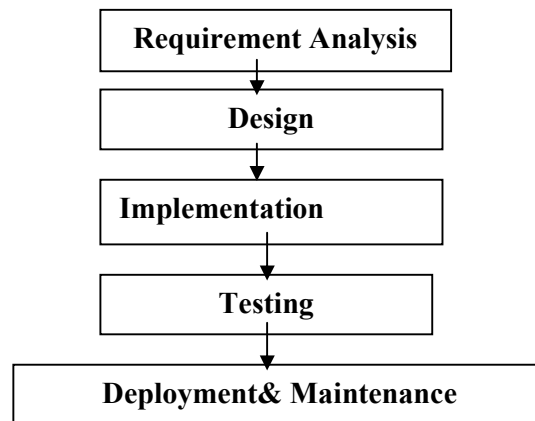 Requirement Analysis
Design
Implementation
Testing
Deployment& Maintenance